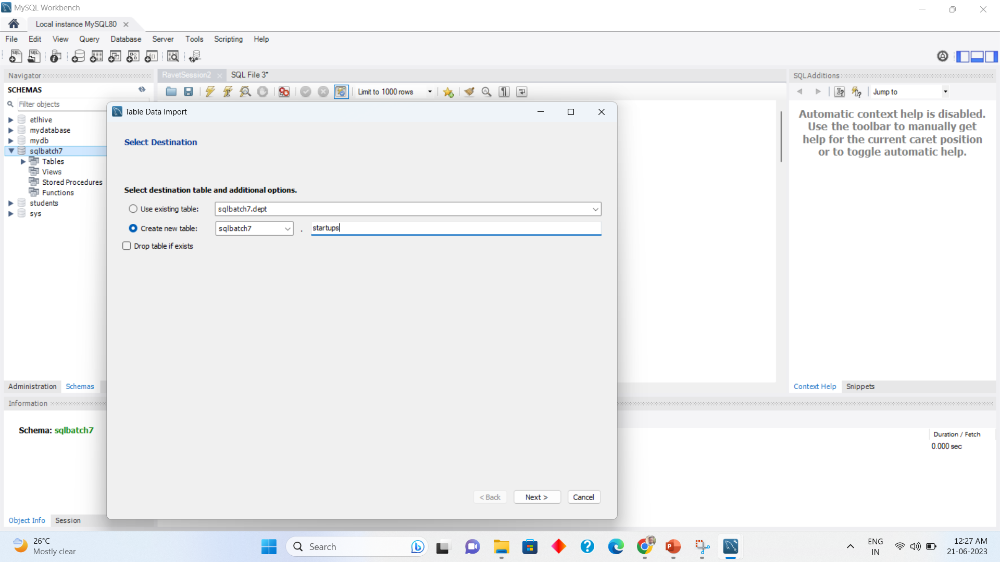 MySQL Workbench
Local instance MySQL80
File Edit View Query Database Server Tools Scripting Help
Navigator
SCHEMAS
Filter objects
etlhive
mydatabase
mydb
sqlbatch7
Tables
Views
Stored Procedures
Functions
students
sys
Administration Schemas
Information
Schema: sqlbatch7
Object Info Session
RavetSession2 SQL File 3*
Limit to 1000 rows
Table Data Import
Select Destination
Select destination table and additional options.
Use existing table: sqlbatch7.dept
Create new table: sqlbatch7 . startups
Drop table if exists
< Back Next > Cancel
SQLAdditions
Jump to
Automatic context help is disabled.
Use the toolbar to manually get
help for the current caret position
or to toggle automatic help.
Context Help Snippets
Duration / Fetch
0.000 sec
26°C
Mostly clear
Search
ENG
IN
12:27 AM
21-06-2023